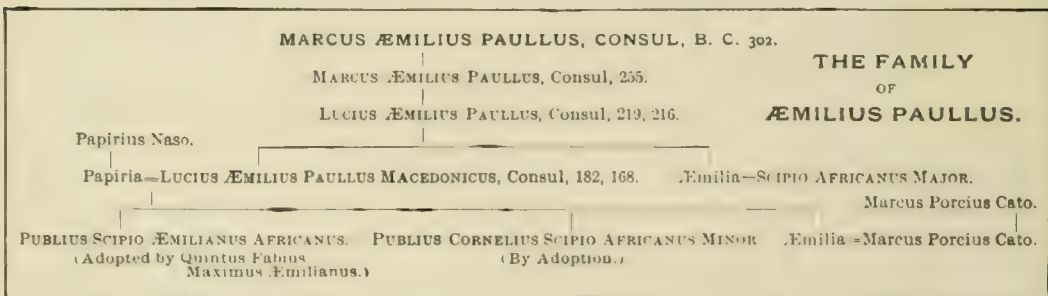 MARCUS ÆMILIUS PAULLUS, CONSUL, B. C. 302.
THE FAMILY
OF
ÆMILIUS PAULLUS.
MARCUS ÆMILIUS PAULLUS, Consul, 255.
LUCIUS ÆMILIUS PAULLUS, Consul, 219, 216.
Papirius Naso.
Papiria=LUCIUS ÆMILIUS PAULLUS MACEDONICUS, Consul, 182, 168. Æmilia—SCIPIO AFRICANUS MAJOR.
Marcus Porcius Cato.
PUBLIUS SCIPIO ÆMILIANUS AFRICANUS. PUBLIUS CORNELIUS SCIPIO AFRICANUS MINOR Æmilia=Marcus Porcius Cato.
(Adopted by Quintus Fabius (By Adoption.)
Maximus Æmilianus.)